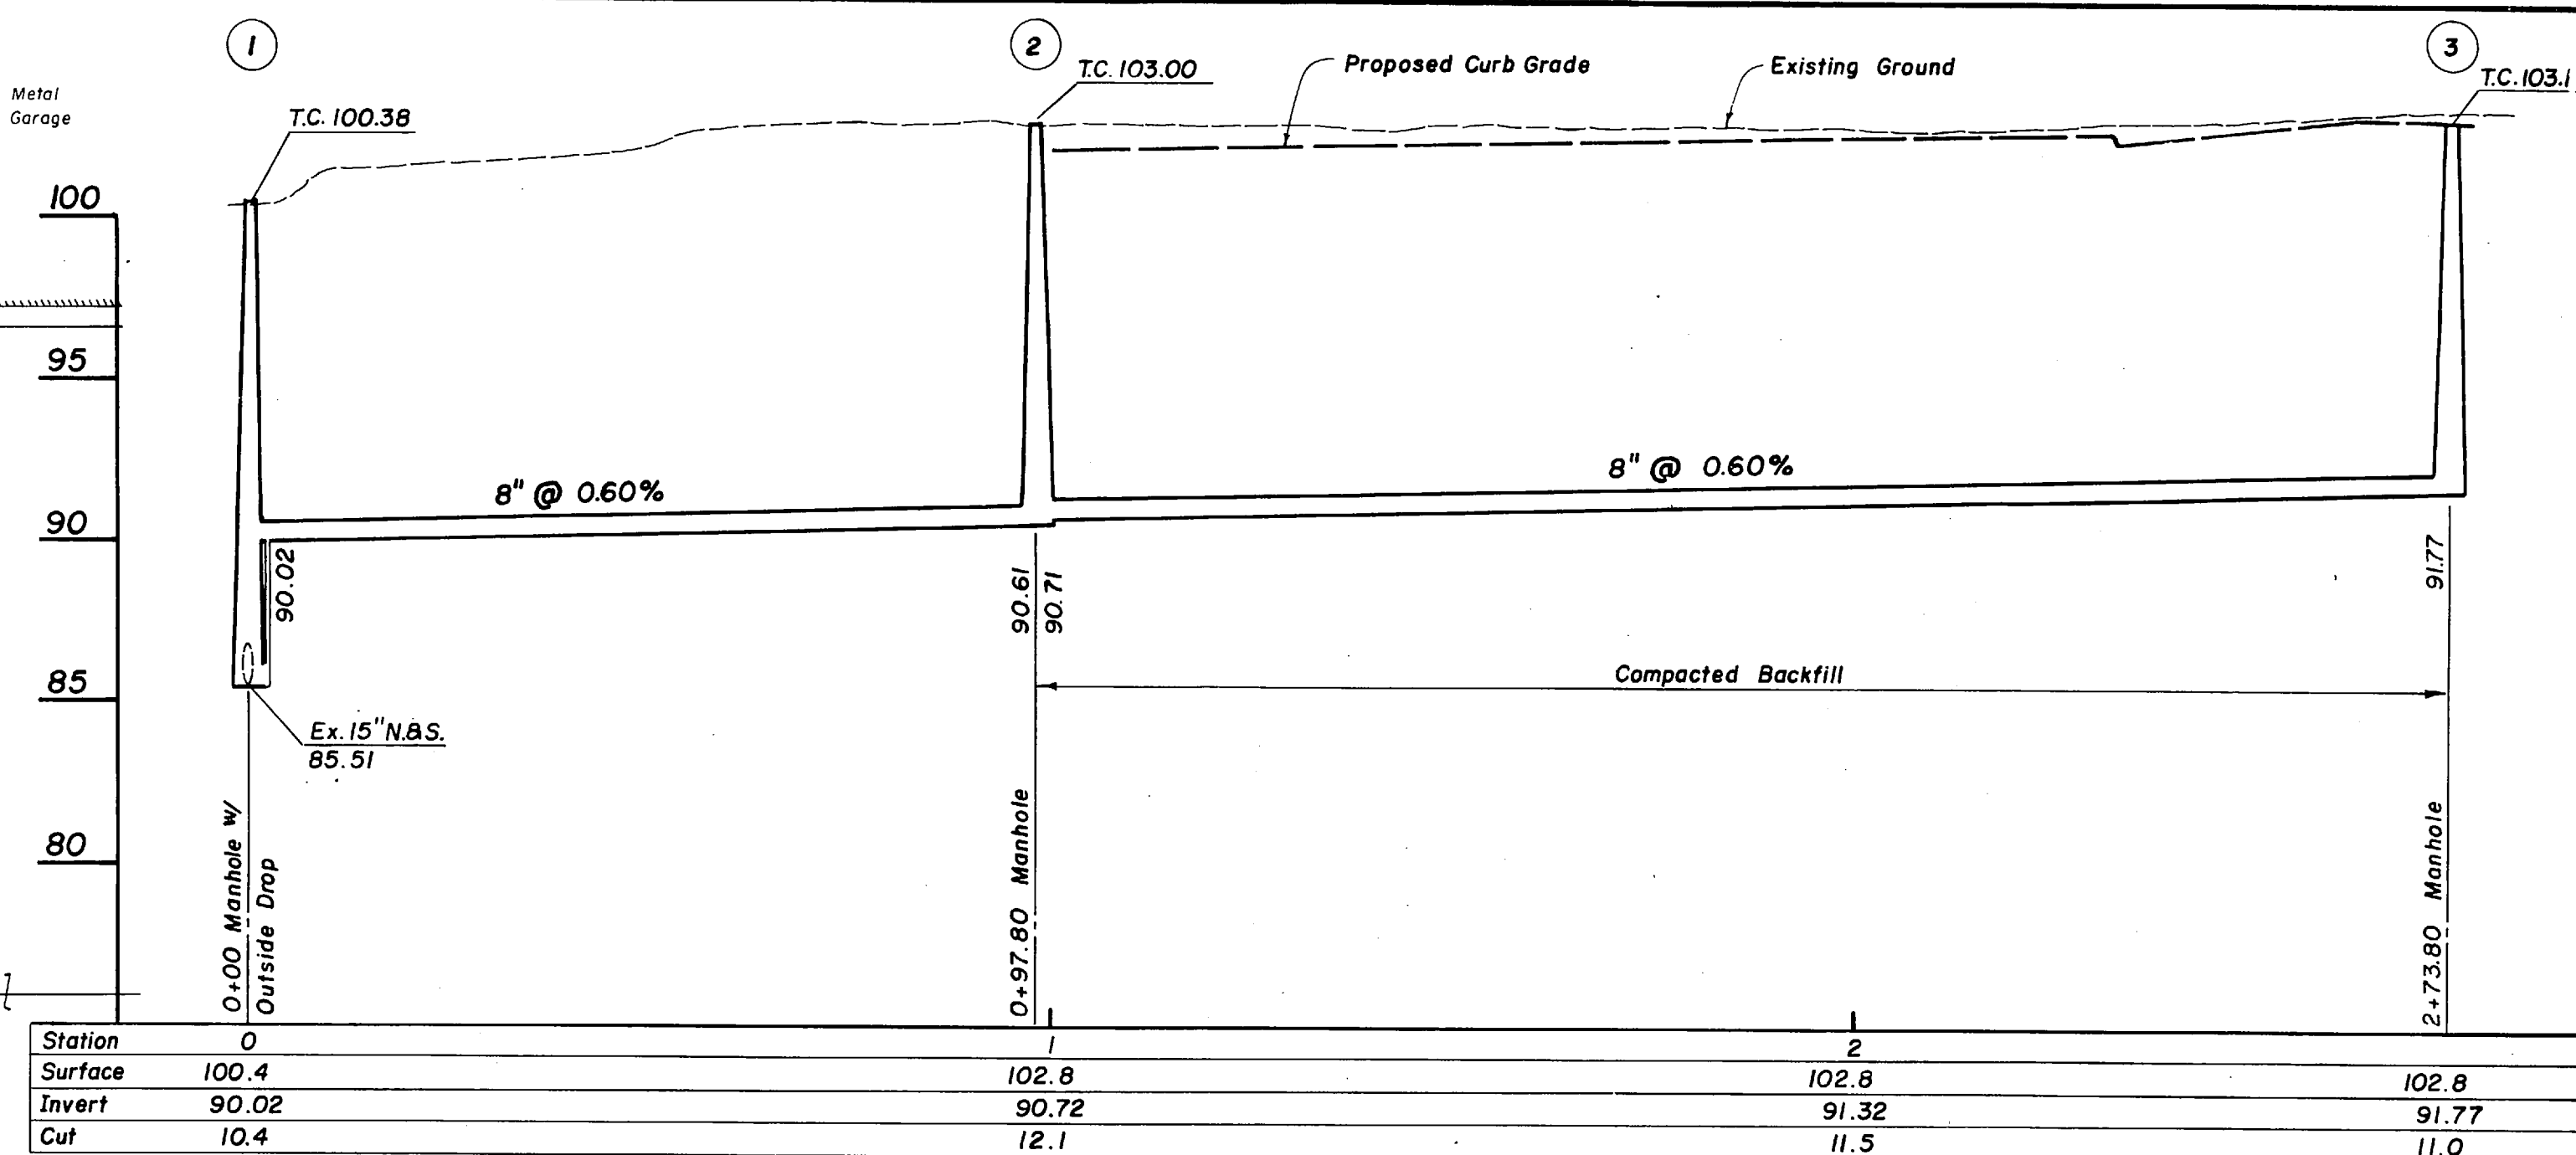 1
2
3
Metal
Garage
T.C. 100.38
T.C. 103.00
Proposed Curb Grade
Existing Ground
T.C. 103.1
100
95
90
85
80
8" @ 0.60%
8" @ 0.60%
90.02
90.61
90.71
91.77
Compacted Backfill
Ex. 15" N.&S.
85.51
0+00 Manhole W/
Outside Drop
0+97.80 Manhole
2+73.80 Manhole
Station 0 1 2
Surface 100.4 102.8 102.8 102.8
Invert 90.02 90.72 91.32 91.77
Cut 10.4 12.1 11.5 11.0